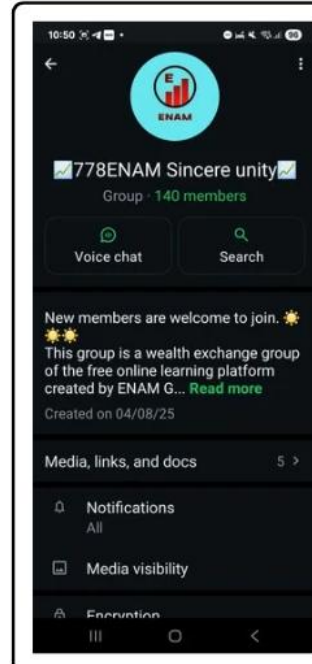 10:50
96
E
ENAM
📈778ENAM Sincere unity📈
Group · 140 members
Voice chat
Search
New members are welcome to join. ☀️
☀️☀️
This group is a wealth exchange group
of the free online learning platform
created by ENAM G... Read more
Created on 04/08/25
Media, links, and docs 5 >
Notifications
All
Media visibility
Encryption